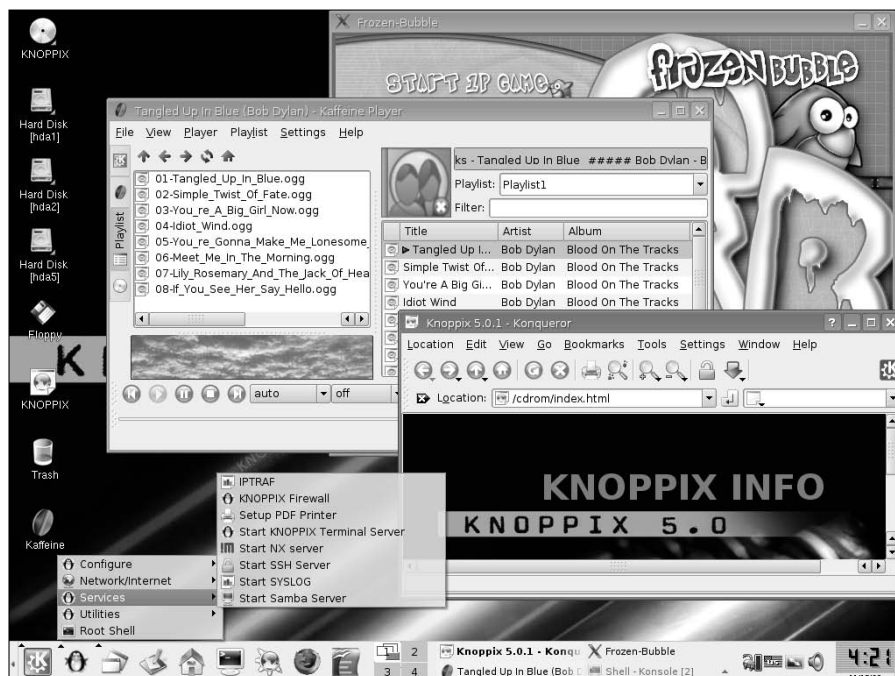 KNOPPIX
Hard Disk
[hda1]
Hard Disk
[hda2]
Hard Disk
[hda5]
Floppy
K
KNOPPIX
Trash
Kaffeine
Frozen-Bubble
START 1P GAME
FROZEN BUBBLE
Tangled Up In Blue (Bob Dylan) - Kaffeine Player
File View Player Playlist Settings Help
Playlist
01-Tangled_Up_In_Blue.ogg
02-Simple_Twist_Of_Fate.ogg
03-You_re_A_Big_Girl_Now.ogg
04-Idiot_Wind.ogg
05-You_re_Gonna_Make_Me_Lonesome_
06-Meet_Me_In_The_Morning.ogg
07-Lily_Rosemary_And_The_Jack_Of_Hea
08-If_You_See_Her_Say_Hello.ogg
ks - Tangled Up In Blue ##### Bob Dylan - B
Playlist: Playlist1
Filter:
Title Artist Album
Tangled Up I... Bob Dylan Blood On The Tracks
Simple Twist Of... Bob Dylan Blood On The Tracks
You're A Big Gi... Bob Dylan Blood On The Tracks
Idiot Wind Bob Dylan Blood On The Tracks
auto off
Knoppix 5.0.1 - Konqueror
Location Edit View Go Bookmarks Tools Settings Window Help
Location: /cdrom/index.html
KNOPPIX INFO
KNOPPIX 5.0
IPTRAF
KNOPPIX Firewall
Setup PDF Printer
Start KNOPPIX Terminal Server
Start NX server
Start SSH Server
Start SYSLOG
Start Samba Server
Configure
Network/Internet
Services
Utilities
Root Shell
2 Knoppix 5.0.1 - Konqu Frozen-Bubble
3 4 Tangled Up In Blue (Bob D Shell - Konsole [2]
4:21